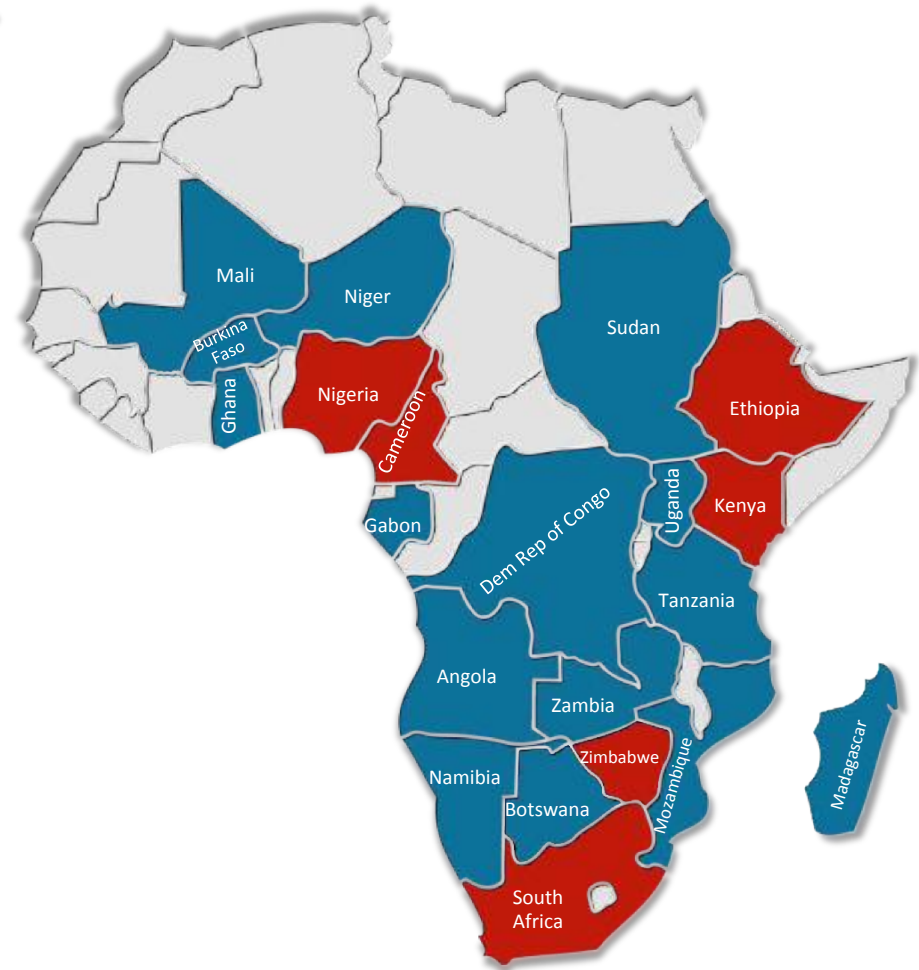 Mali
Niger
Sudan
Burkina
Faso
Ghana
Nigeria
Cameroon
Ethiopia
Gabon
Dem Rep of Congo
Uganda
Kenya
Tanzania
Angola
Zambia
Zimbabwe
Mozambique
Madagascar
Namibia
Botswana
South
Africa